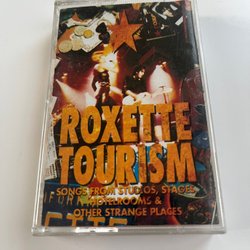 ROXETTE
TOURISM
SONGS FROM STUDIOS, STAGES,
HOTELROOMS &
OTHER STRANGE PLACES